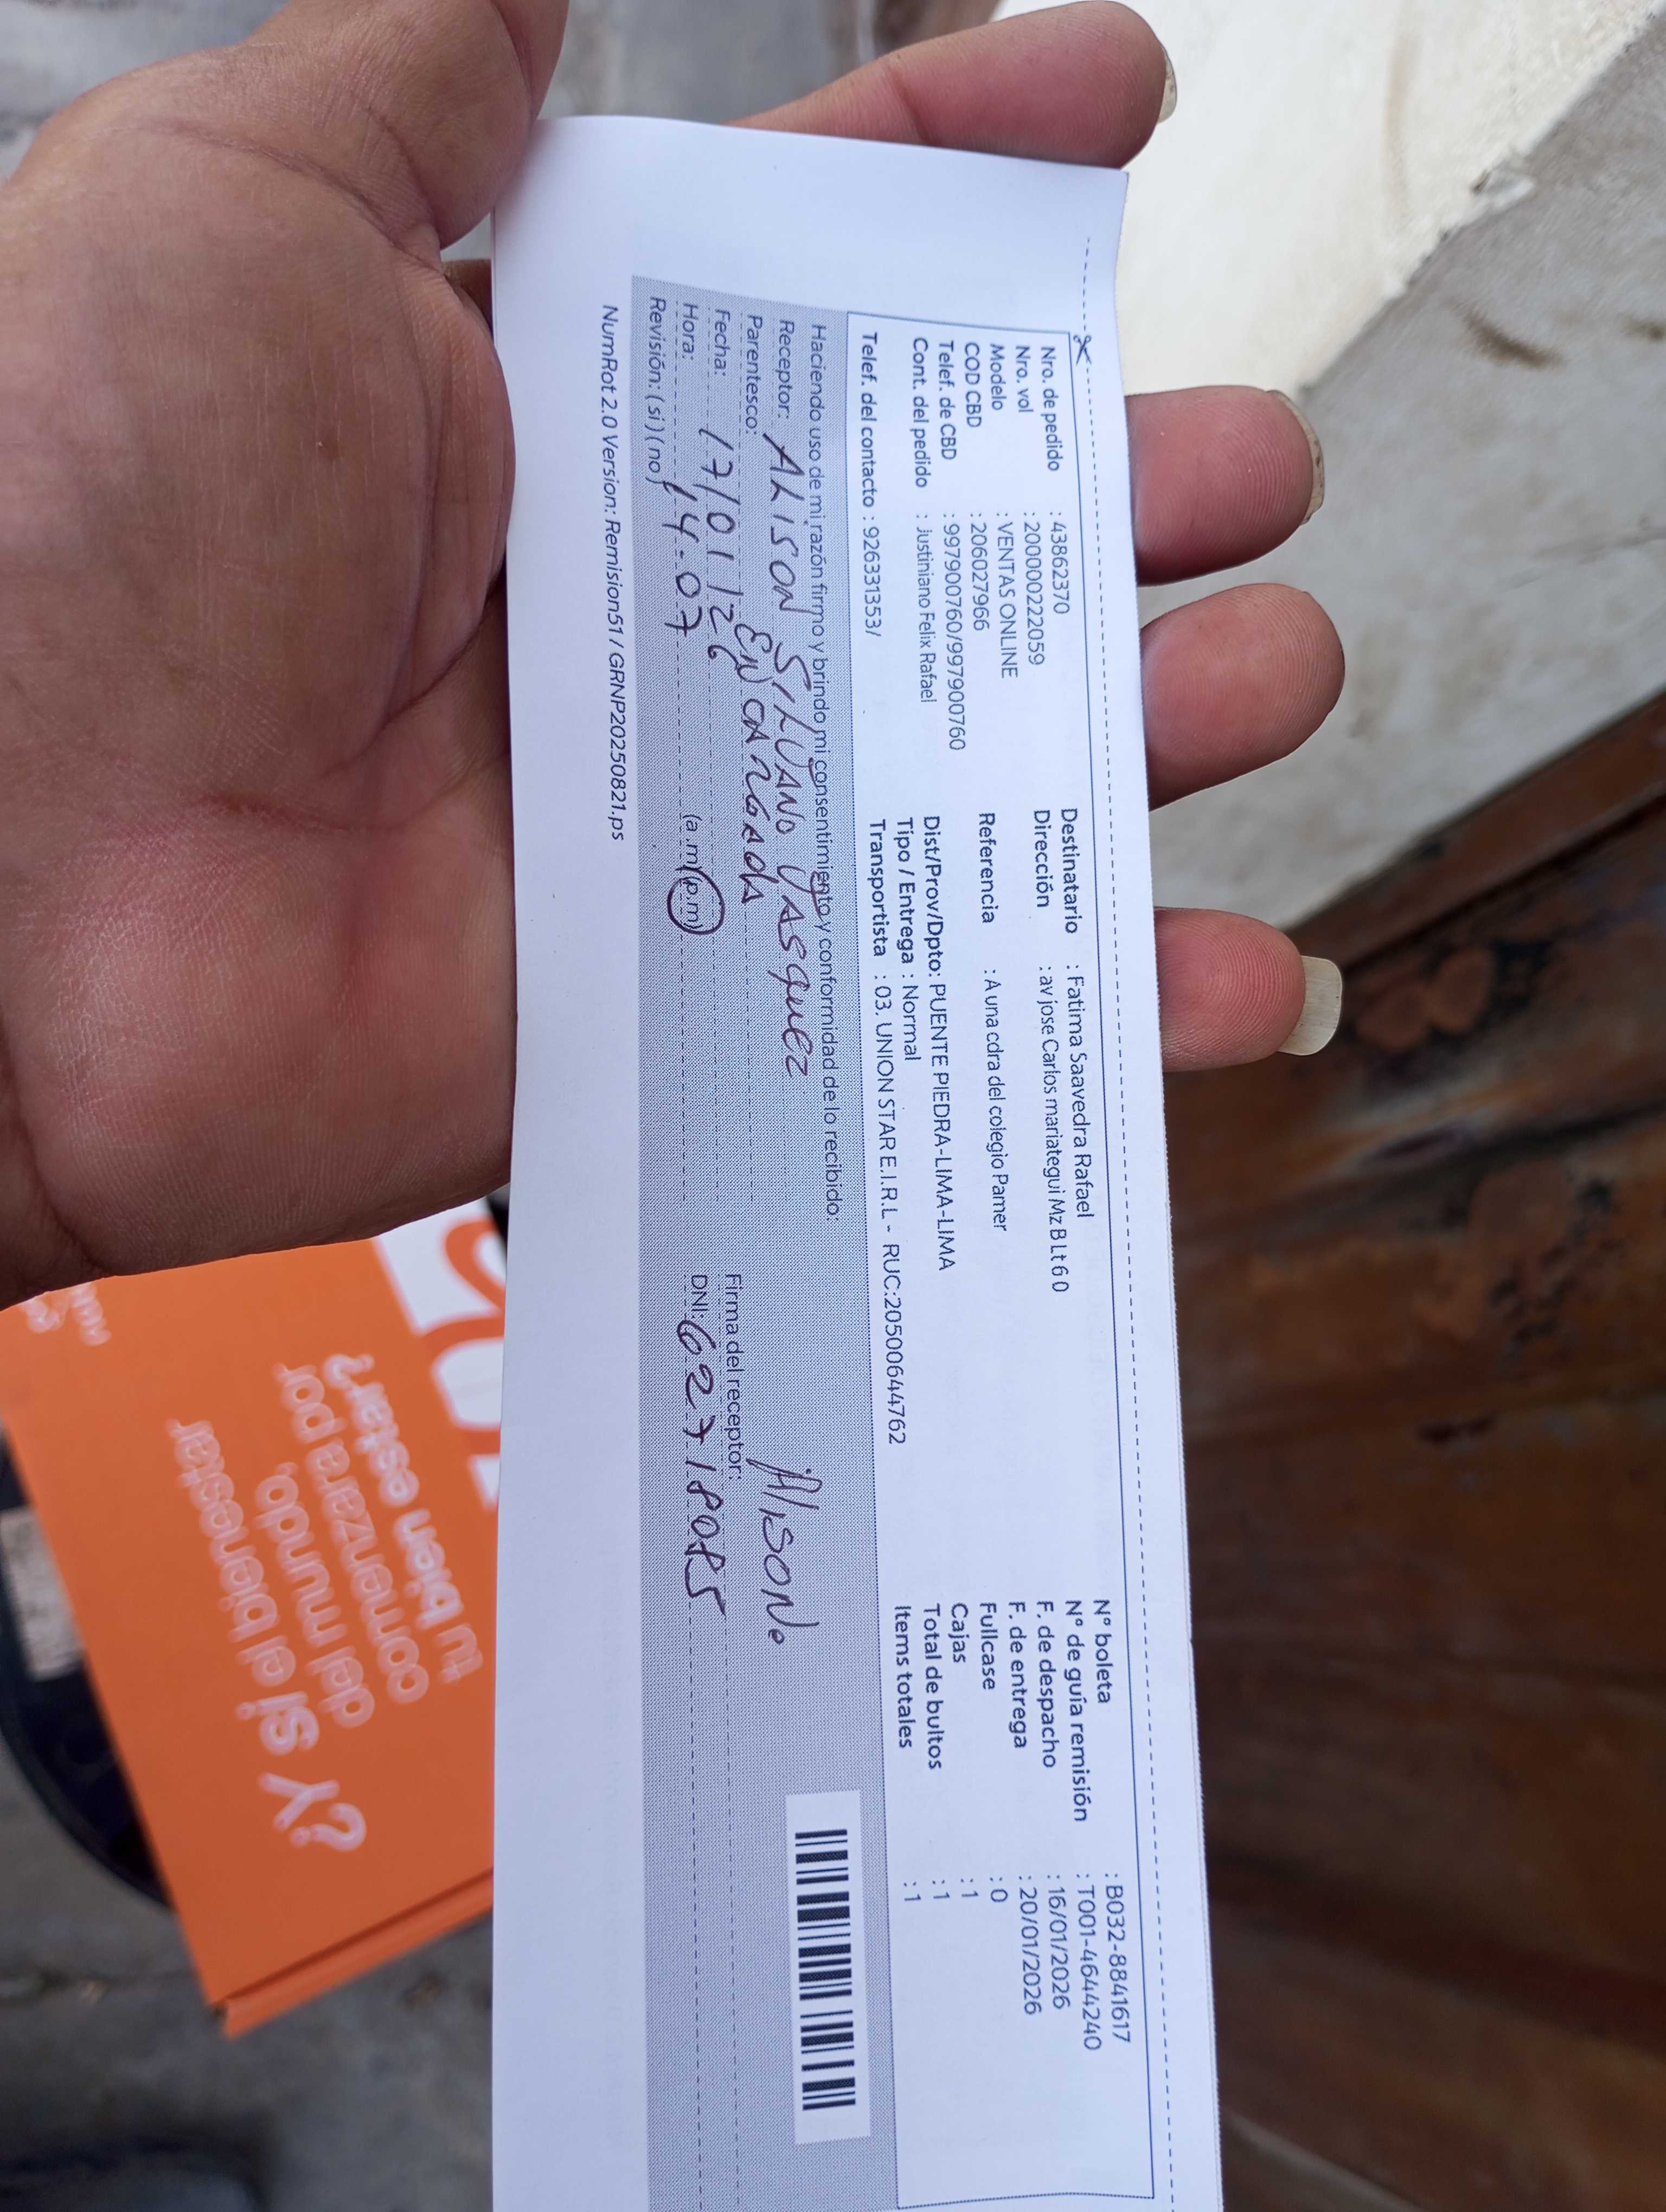 Nro. de pedido : 43862370
Nro. vol : 2000002222059
Modelo : VENTAS ONLINE
COD CBD : 206027966
Telef. de CBD : 997900760/997900760
Cont. del pedido : Justiniano Felix Rafael
Telef. del contacto : 926331353/
Destinatario : Fatima Saavedra Rafael
Dirección : av jose Carlos mariategui Mz B Lt 6 0
Referencia : A una cdra del colegio Pamer
Dist/Prov/Dpto: PUENTE PIEDRA-LIMA-LIMA
Tipo / Entrega : Normal
Transportista : 03. UNION STAR E.I.R.L - RUC:20500644762
N° boleta : B032-8841617
N° de guía remisión : T001-4644240
F. de despacho : 16/01/2026
F. de entrega : 20/01/2026
Fullcase : 0
Cajas : 1
Total de bultos : 1
Items totales : 1
Haciendo uso de mi razón firmo y brindo mi consentimiento y conformidad de lo recibido:
Receptor: ALISON SILVANO VASQUEZ
Parentesco: ENCARGADA
Fecha: 17/01/26
Hora: 14-07 (a.m) (p.m)
Revisión: (si) (no)
Alison
Firma del receptor:
DNI: 62718085
NumRot 2.0 Version: Remision51 / GRNP20250821.ps
¿Y si el bienestar
del mundo,
comenzara por
tu bien estar?